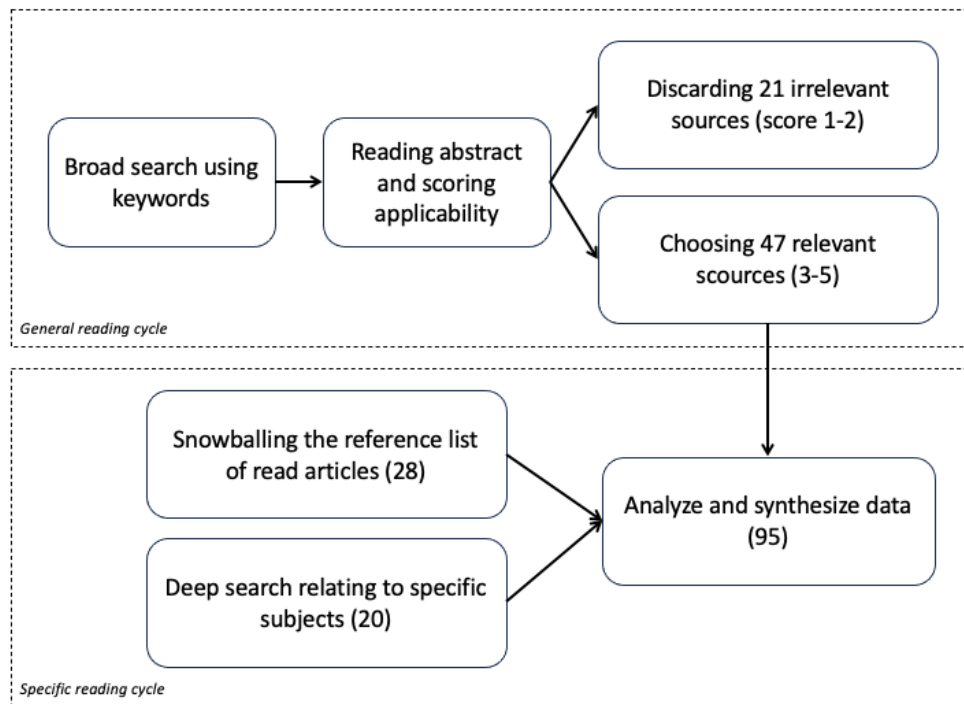 Broad search using
keywords
Reading abstract
and scoring
applicability
Discarding 21 irrelevant
sources (score 1-2)
Choosing 47 relevant
scources (3-5)
General reading cycle
Snowballing the reference list
of read articles (28)
Deep search relating to specific
subjects (20)
Analyze and synthesize data
(95)
Specific reading cycle